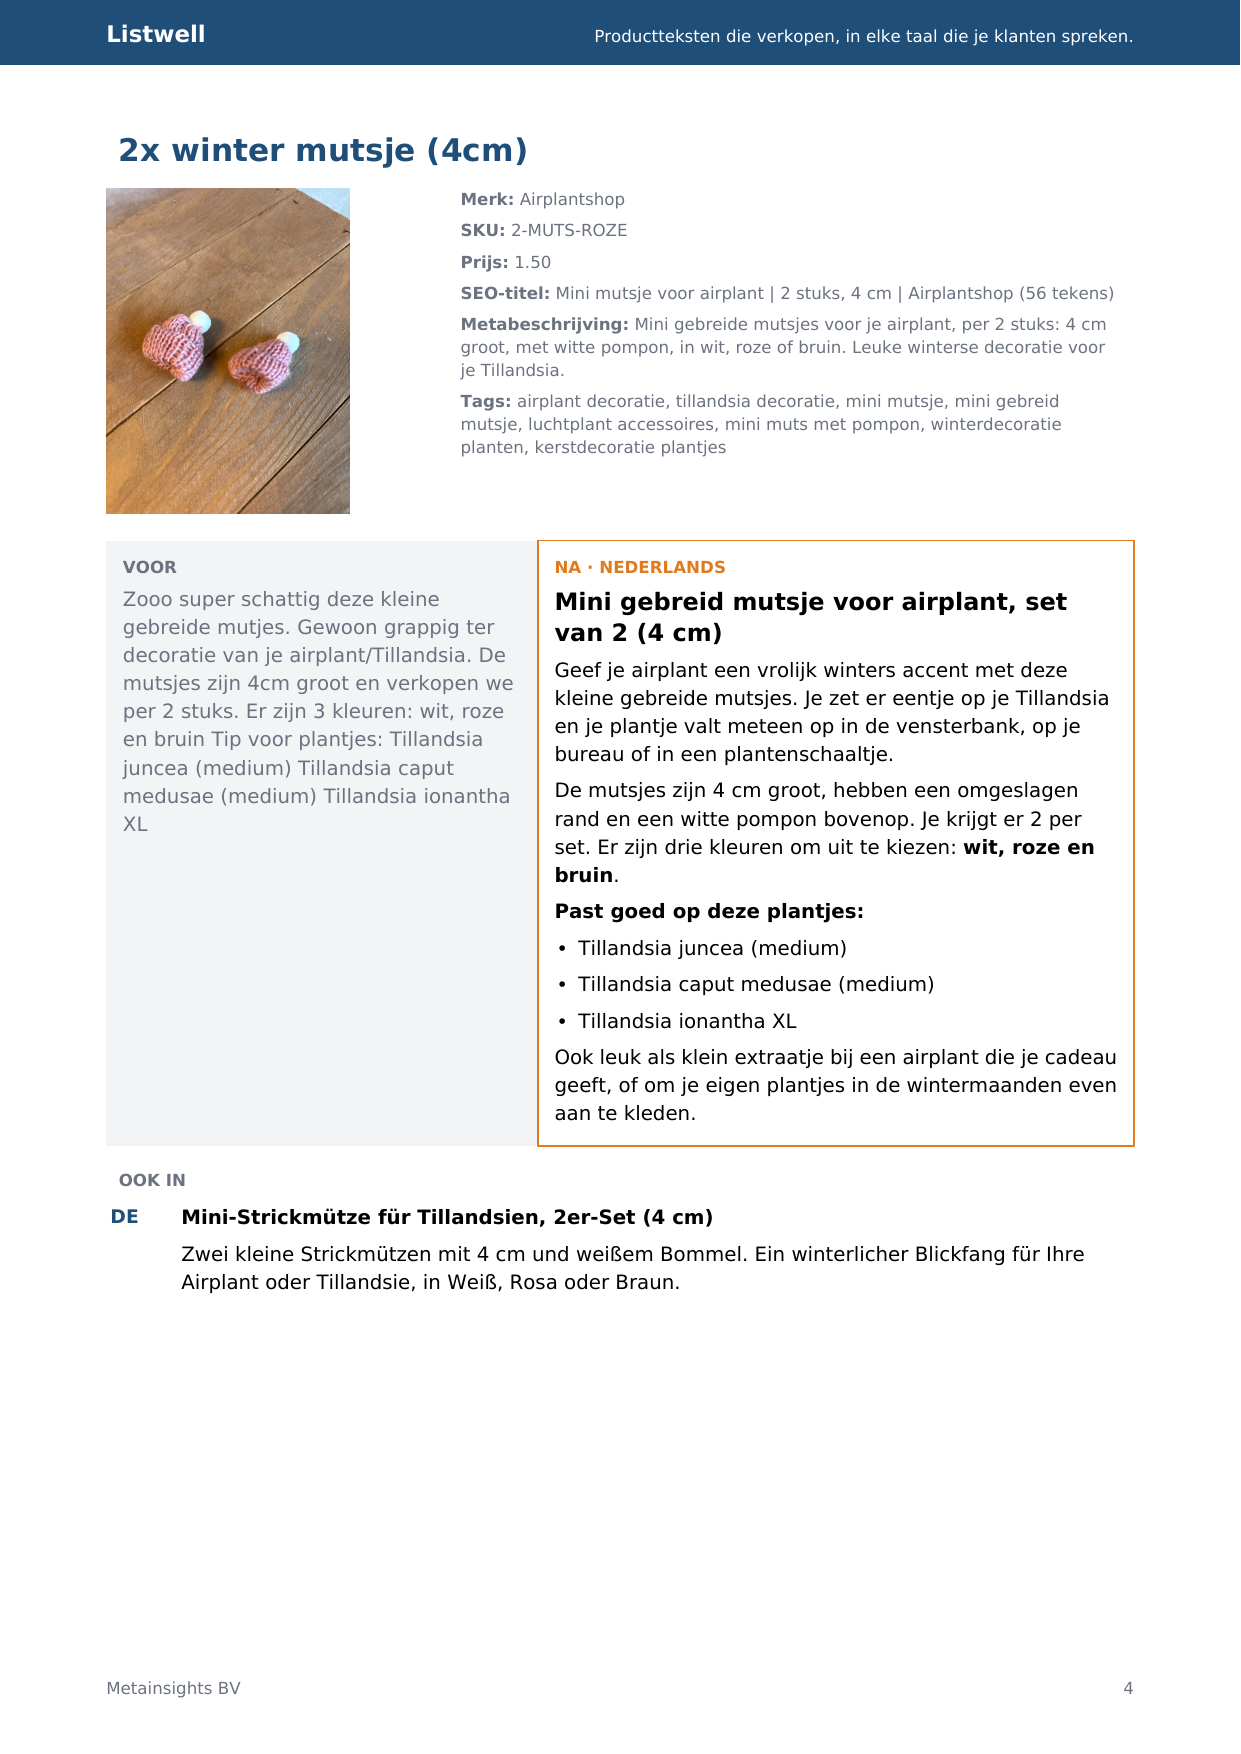 Listwell
Productteksten die verkopen, in elke taal die je klanten spreken.
2x winter mutsje (4cm)
Merk: Airplantshop
SKU: 2-MUTS-ROZE
Prijs: 1.50
SEO-titel: Mini mutsje voor airplant | 2 stuks, 4 cm | Airplantshop (56 tekens)
Metabeschrijving: Mini gebreide mutsjes voor je airplant, per 2 stuks: 4 cm
groot, met witte pompon, in wit, roze of bruin. Leuke winterse decoratie voor
je Tillandsia.
Tags: airplant decoratie, tillandsia decoratie, mini mutsje, mini gebreid
mutsje, luchtplant accessoires, mini muts met pompon, winterdecoratie
planten, kerstdecoratie plantjes
VOOR
Zooo super schattig deze kleine
gebreide mutjes. Gewoon grappig ter
decoratie van je airplant/Tillandsia. De
mutsjes zijn 4cm groot en verkopen we
per 2 stuks. Er zijn 3 kleuren: wit, roze
en bruin Tip voor plantjes: Tillandsia
juncea (medium) Tillandsia caput
medusae (medium) Tillandsia ionantha
XL
NA · NEDERLANDS
Mini gebreid mutsje voor airplant, set
van 2 (4 cm)
Geef je airplant een vrolijk winters accent met deze
kleine gebreide mutsjes. Je zet er eentje op je Tillandsia
en je plantje valt meteen op in de vensterbank, op je
bureau of in een plantenschaaltje.
De mutsjes zijn 4 cm groot, hebben een omgeslagen
rand en een witte pompon bovenop. Je krijgt er 2 per
set. Er zijn drie kleuren om uit te kiezen: wit, roze en
bruin.
Past goed op deze plantjes:
• Tillandsia juncea (medium)
• Tillandsia caput medusae (medium)
• Tillandsia ionantha XL
Ook leuk als klein extraatje bij een airplant die je cadeau
geeft, of om je eigen plantjes in de wintermaanden even
aan te kleden.
OOK IN
DE
Mini-Strickmütze für Tillandsien, 2er-Set (4 cm)
Zwei kleine Strickmützen mit 4 cm und weißem Bommel. Ein winterlicher Blickfang für Ihre
Airplant oder Tillandsie, in Weiß, Rosa oder Braun.
Metainsights BV
4